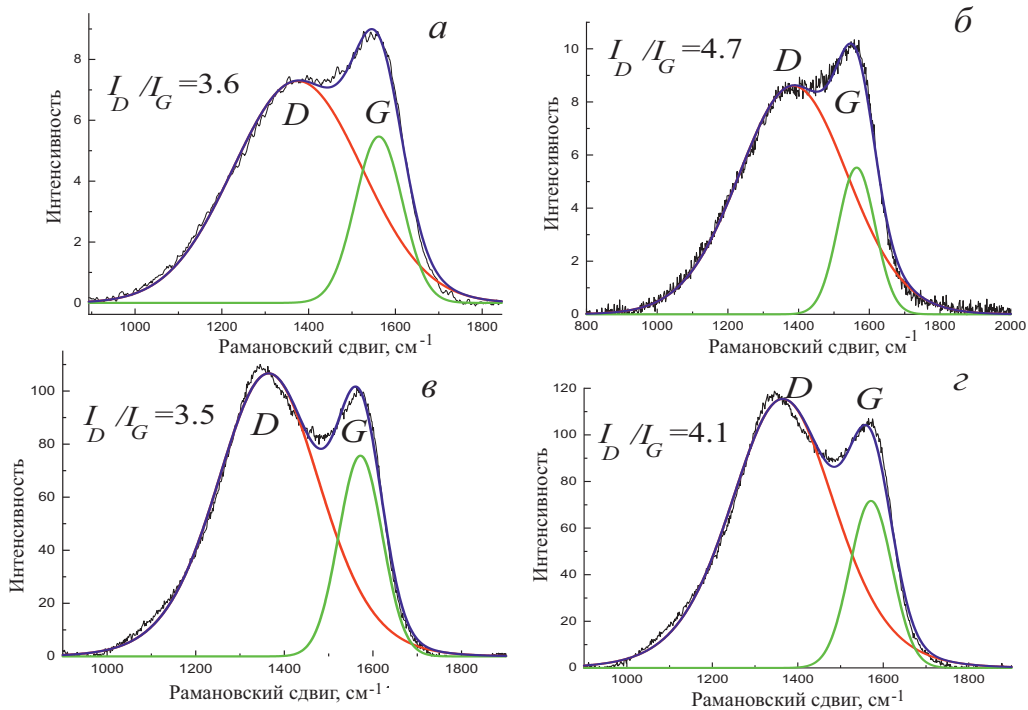 а
I_D/I_G=3.6
D
G
Интенсивность
0
2
4
6
8
1000 1200 1400 1600 1800
Рамановский сдвиг, см⁻¹
б
I_D/I_G=4.7
D
G
Интенсивность
0
2
4
6
8
10
800 1000 1200 1400 1600 1800 2000
Рамановский сдвиг, см⁻¹
в
I_D/I_G=3.5
D
G
Интенсивность
0
20
40
60
80
100
1000 1200 1400 1600 1800
Рамановский сдвиг, см⁻¹
г
I_D/I_G=4.1
D
G
Интенсивность
0
20
40
60
80
100
120
1000 1200 1400 1600 1800
Рамановский сдвиг, см⁻¹